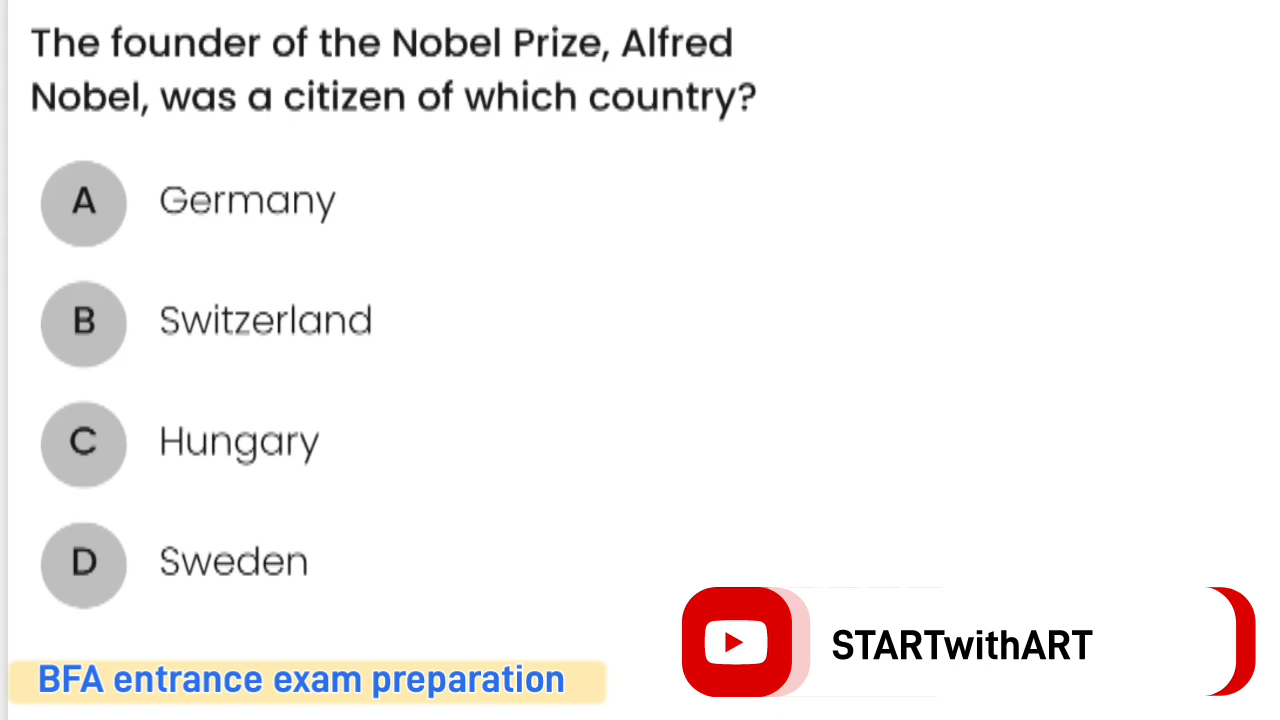 The founder of the Nobel Prize, Alfred
Nobel, was a citizen of which country?
A Germany
B Switzerland
C Hungary
D Sweden
BFA entrance exam preparation
STARTwithART